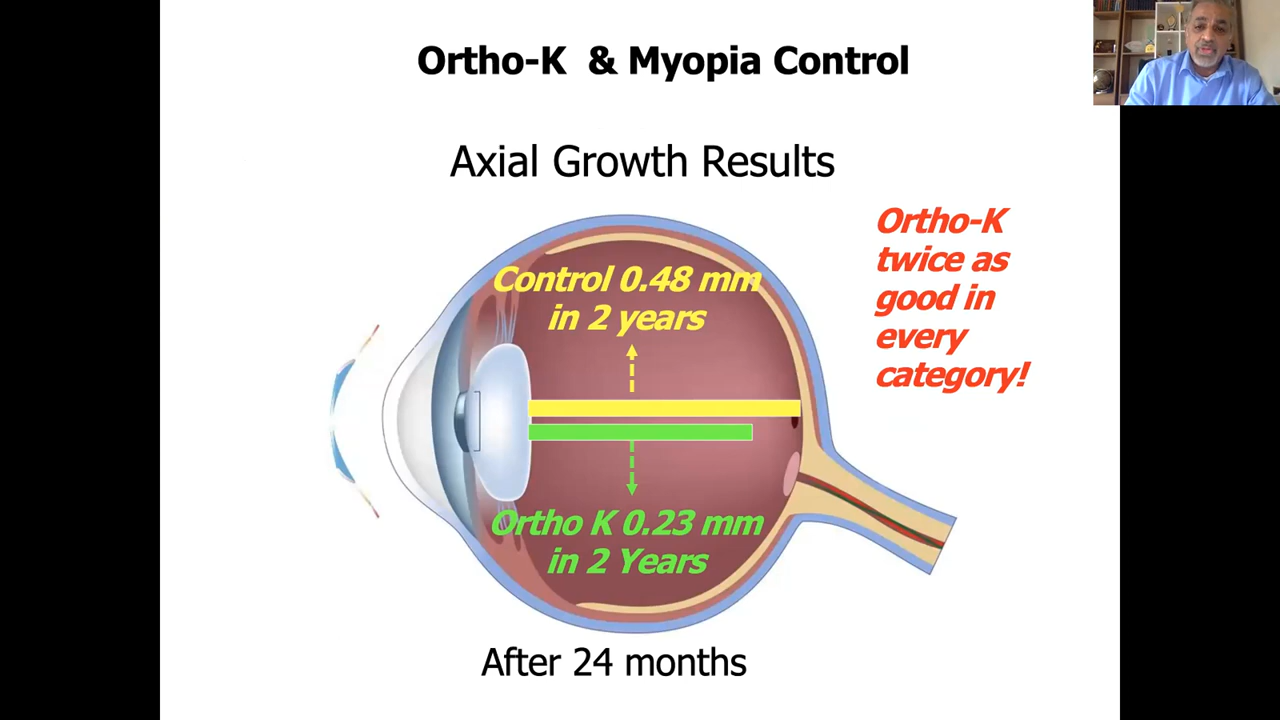 Ortho-K & Myopia Control
Axial Growth Results
Ortho-K
twice as
good in
every
category!
Control 0.48 mm
in 2 years
Ortho K 0.23 mm
in 2 Years
After 24 months